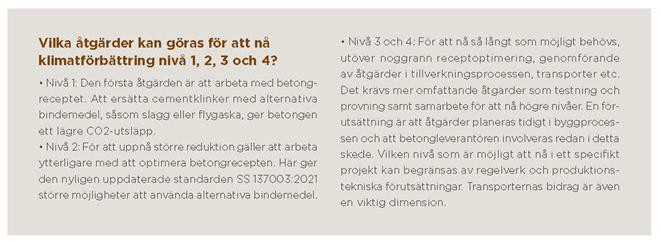 Vilka åtgärder kan göras för att nå
klimatförbättring nivå 1, 2, 3 och 4?
• Nivå 1: Den första åtgärden är att arbeta med betong-
receptet. Att ersätta cementklinker med alternativa
bindemedel, såsom slagg eller flygaska, ger betongen
ett lägre CO2-utsläpp.
• Nivå 2: För att uppnå större reduktion gäller att arbeta
ytterligare med att optimera betongrecepten. Här ger
den nyligen uppdaterade standarden SS 137003:2021
större möjligheter att använda alternativa bindemedel.
• Nivå 3 och 4: För att nå så långt som möjligt behövs,
utöver noggrann receptoptimering, genomförande
av åtgärder i tillverkningsprocessen, transporter etc.
Det krävs mer omfattande åtgärder som testning och
provning samt samarbete för att nå högre nivåer. En för-
utsättning är att åtgärder planeras tidigt i byggproces-
sen och att betongleverantören involveras redan i detta
skede. Vilken nivå som är möjligt att nå i ett specifikt
projekt kan begränsas av regelverk och produktions-
tekniska förutsättningar. Transporternas bidrag är även
en viktig dimension.